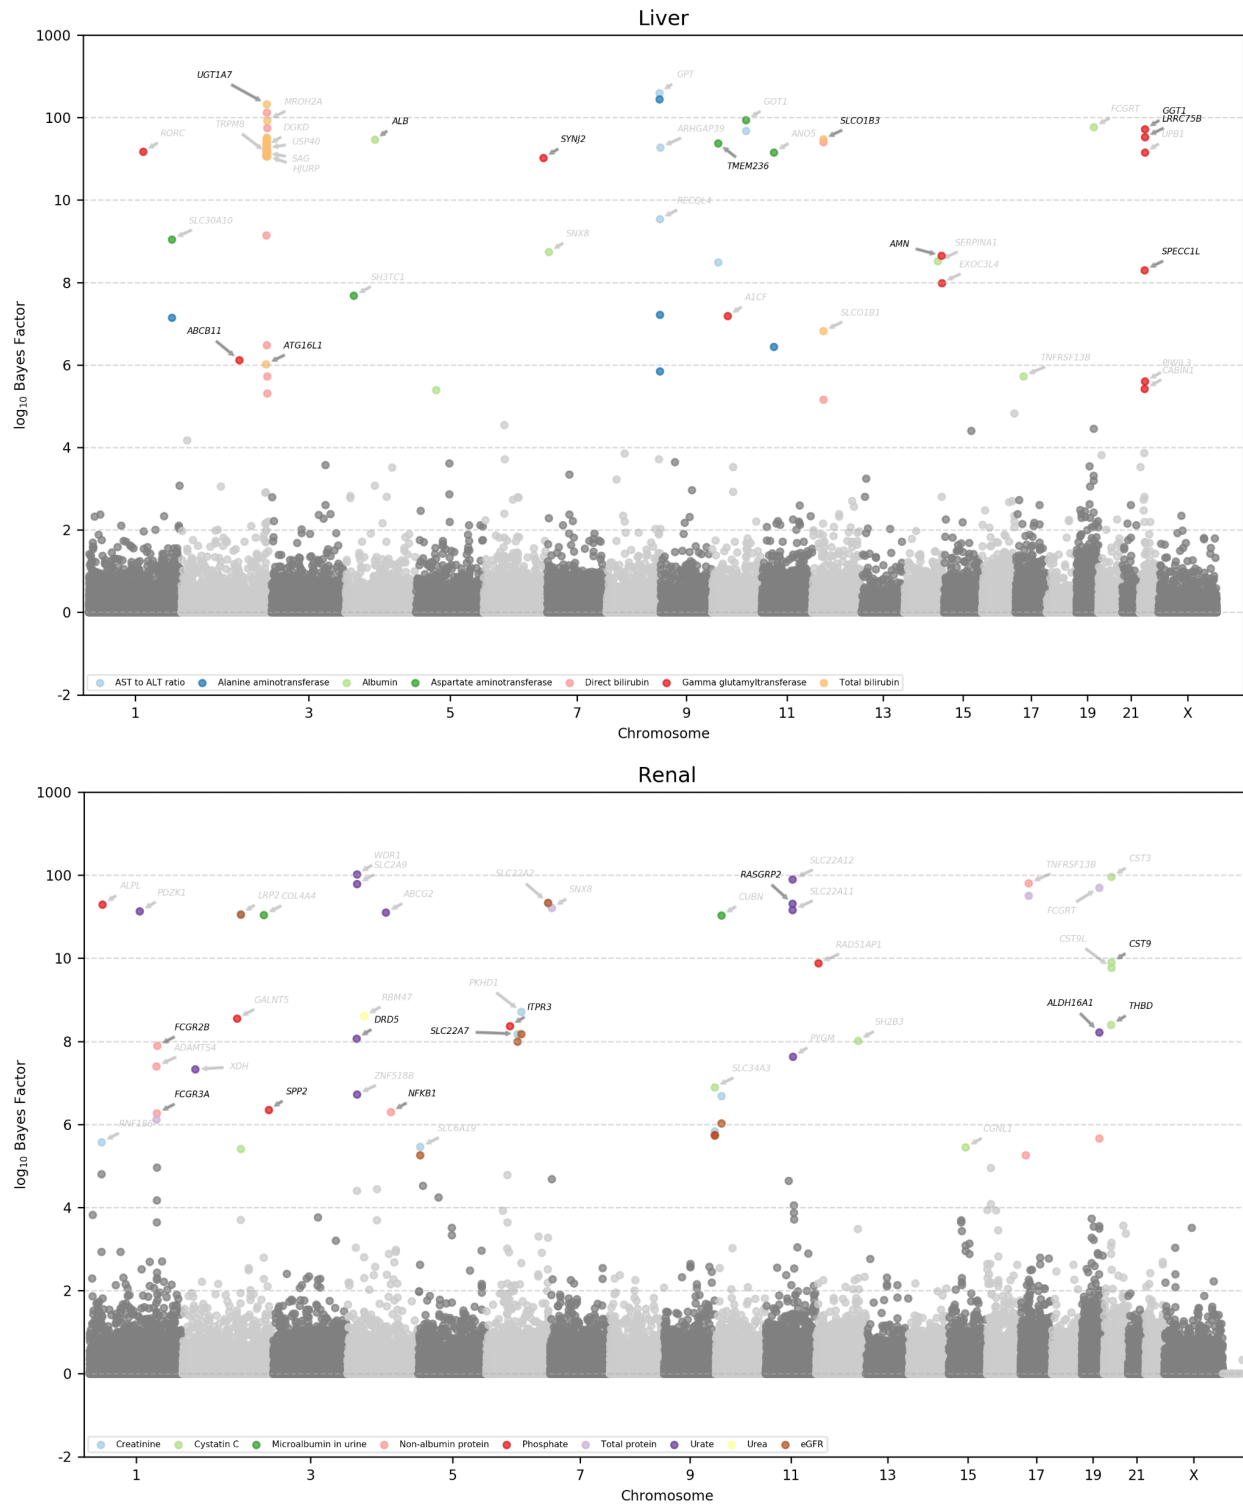 Liver
1000
100
10
8
6
4
2
0
-2
log10 Bayes Factor
UGT1A7
MROH2A
TRPM8
DGKD
USP40
SAG
HJURP
RORC
ALB
SYNJ2
GPT
ARHGAP39
GOT1
TMEM236
ANO5
SLCO1B3
FCGRT
GGT1
LRRC75B
UPB1
SLC30A10
SNX8
RECQL4
AMN
SERPINA1
EXOC3L4
SPECC1L
SH3TC1
A1CF
SLCO1B1
ABCB11
ATG16L1
TNFRSF13B
PIWIL3
CABIN1
AST to ALT ratio Alanine aminotransferase Albumin Aspartate aminotransferase Direct bilirubin Gamma glutamyltransferase Total bilirubin
1 3 5 7 9 11 13 15 17 19 21 X
Chromosome
Renal
1000
100
10
8
6
4
2
0
-2
log10 Bayes Factor
WDR1
SLC2A9
ALPL
PDZK1
LRP2
COL4A4
ABCG2
SLC22A2
SNX8
CUBN
SLC22A12
RASGRP2
SLC22A11
TNFRSF13B
FCGRT
CST3
RAD51AP1
CST9L
CST9
GALNT5
RBM47
DRD5
PKHD1
ITPR3
SLC22A7
ALDH16A1
THBD
FCGR2B
ADAMTS4
XDH
SH2B3
PYGM
ZNF518B
SLC34A3
FCGR3A
SPP2
NFKB1
RNF186
SLC6A19
CGNL1
Creatinine Cystatin C Microalbumin in urine Non-albumin protein Phosphate Total protein Urate Urea eGFR
1 3 5 7 9 11 13 15 17 19 21 X
Chromosome